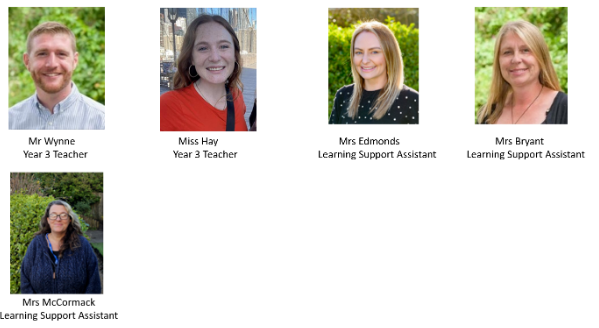 Mr Wynne
Year 3 Teacher
Miss Hay
Year 3 Teacher
Mrs Edmonds
Learning Support Assistant
Mrs Bryant
Learning Support Assistant
Mrs McCormack
Learning Support Assistant